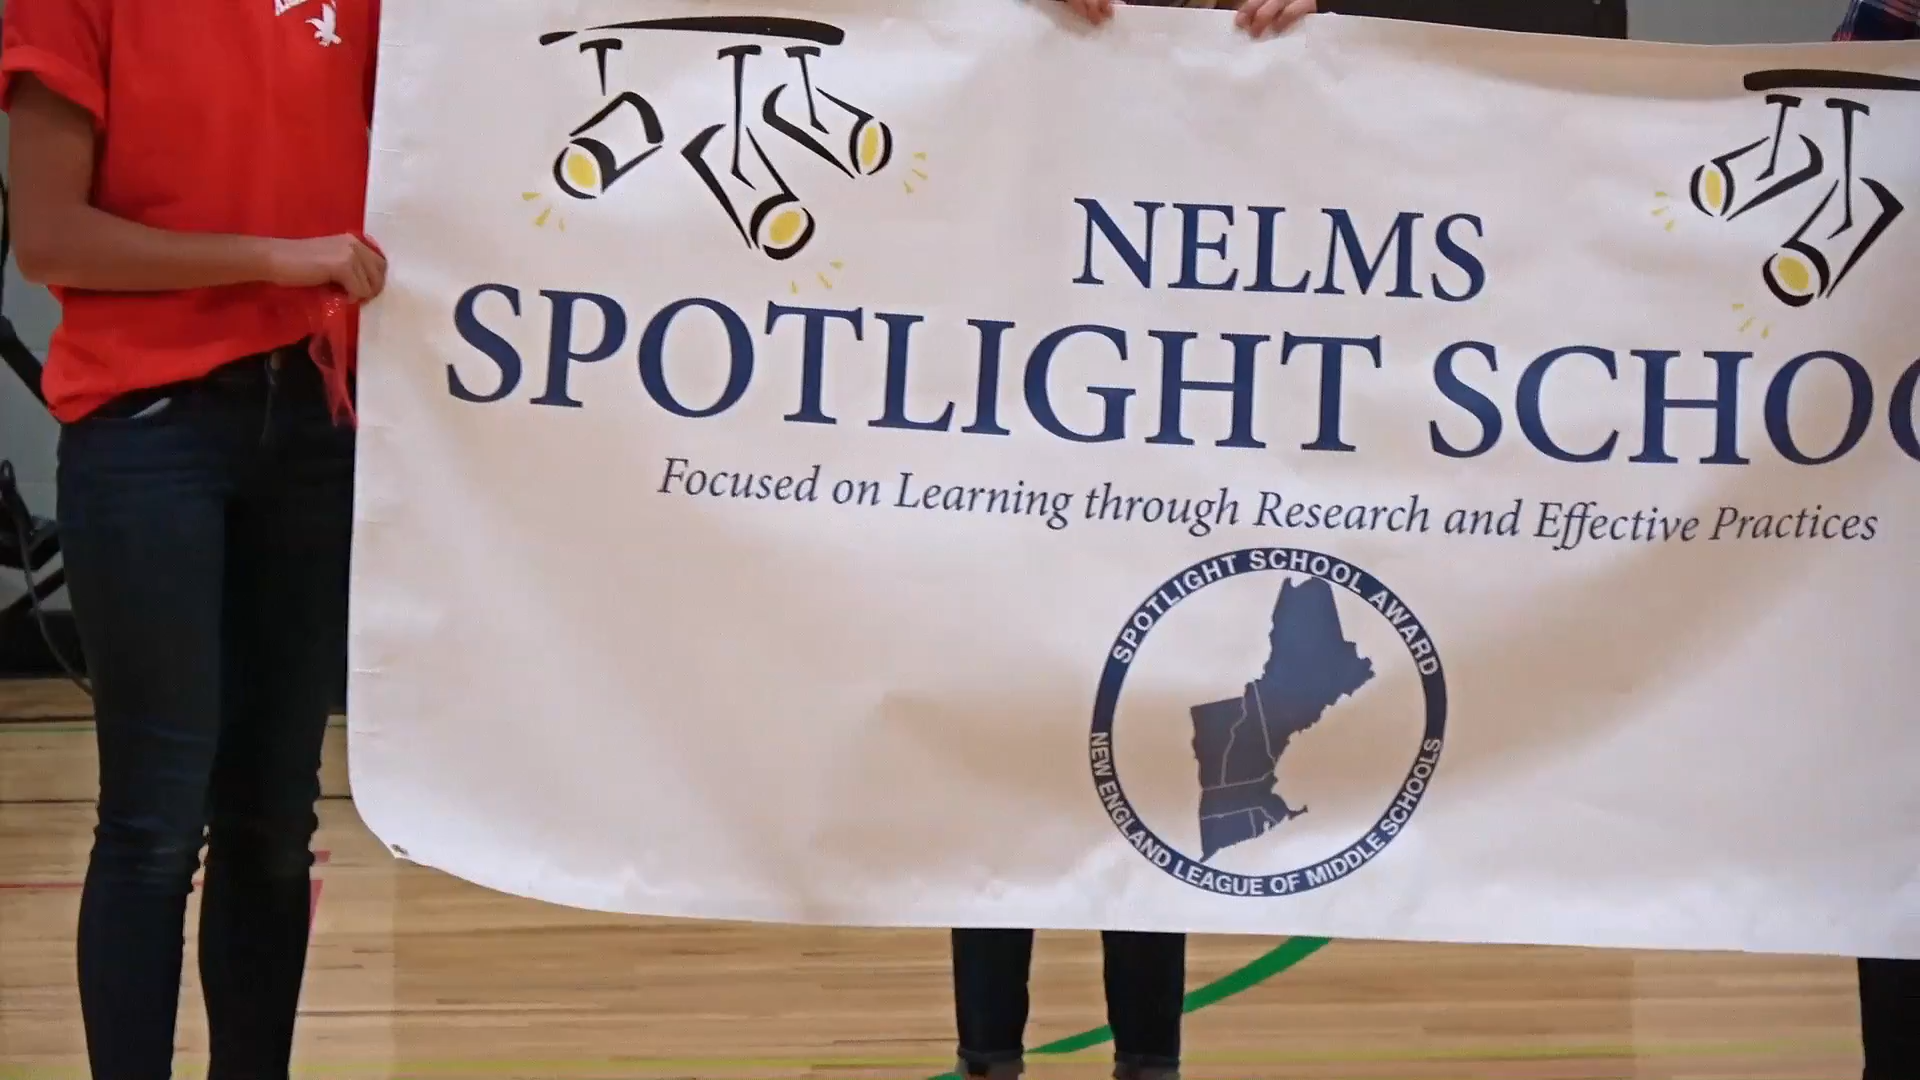 NELMS
SPOTLIGHT SCHOO
Focused on Learning through Research and Effective Practices
SPOTLIGHT SCHOOL AWARD
NEW ENGLAND LEAGUE OF MIDDLE SCHOOLS